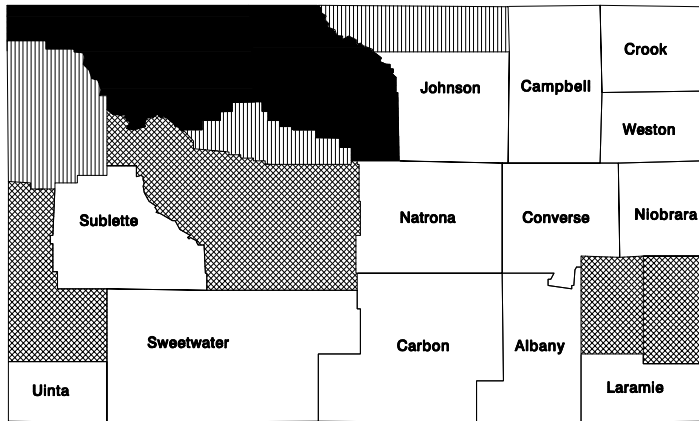 Crook
Johnson
Campbell
Weston
Sublette
Natrona
Converse
Niobrara
Sweetwater
Carbon
Albany
Uinta
Laramie